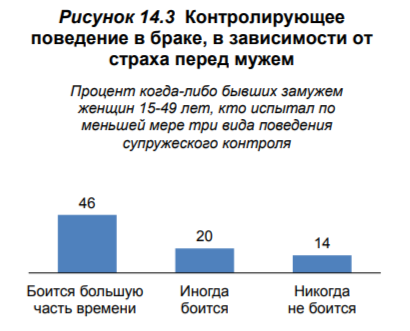 Рисунок 14.3 Контролирующее
поведение в браке, в зависимости от
страха перед мужем
Процент когда-либо бывших замужем
женщин 15-49 лет, кто испытал по
меньшей мере три вида поведения
супружеского контроля
46
20
14
Боится большую
часть времени
Иногда
боится
Никогда
не боится